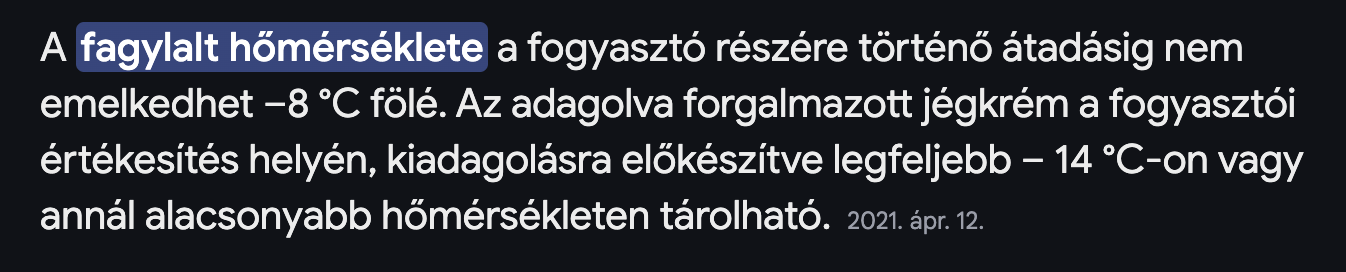 A fagylalt hőmérséklete a fogyasztó részére történő átadásig nem
emelkedhet –8 °C fölé. Az adagolva forgalmazott jégkrém a fogyasztói
értékesítés helyén, kiadagolásra előkészítve legfeljebb – 14 °C-on vagy
annál alacsonyabb hőmérsékleten tárolható. 2021. ápr. 12.